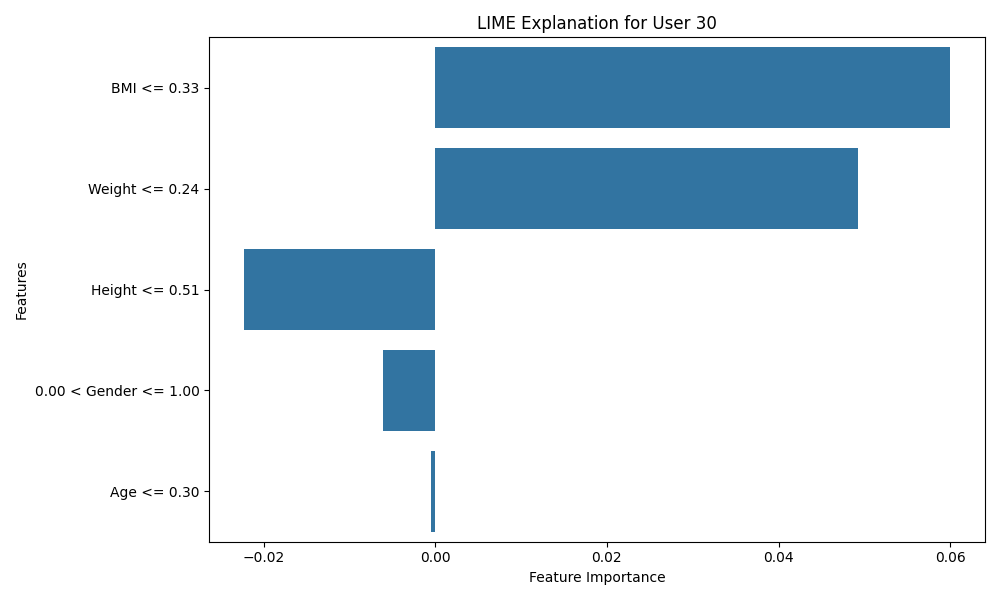 LIME Explanation for User 30
BMI <= 0.33
Weight <= 0.24
Height <= 0.51
0.00 < Gender <= 1.00
Age <= 0.30
Features
−0.02 0.00 0.02 0.04 0.06
Feature Importance